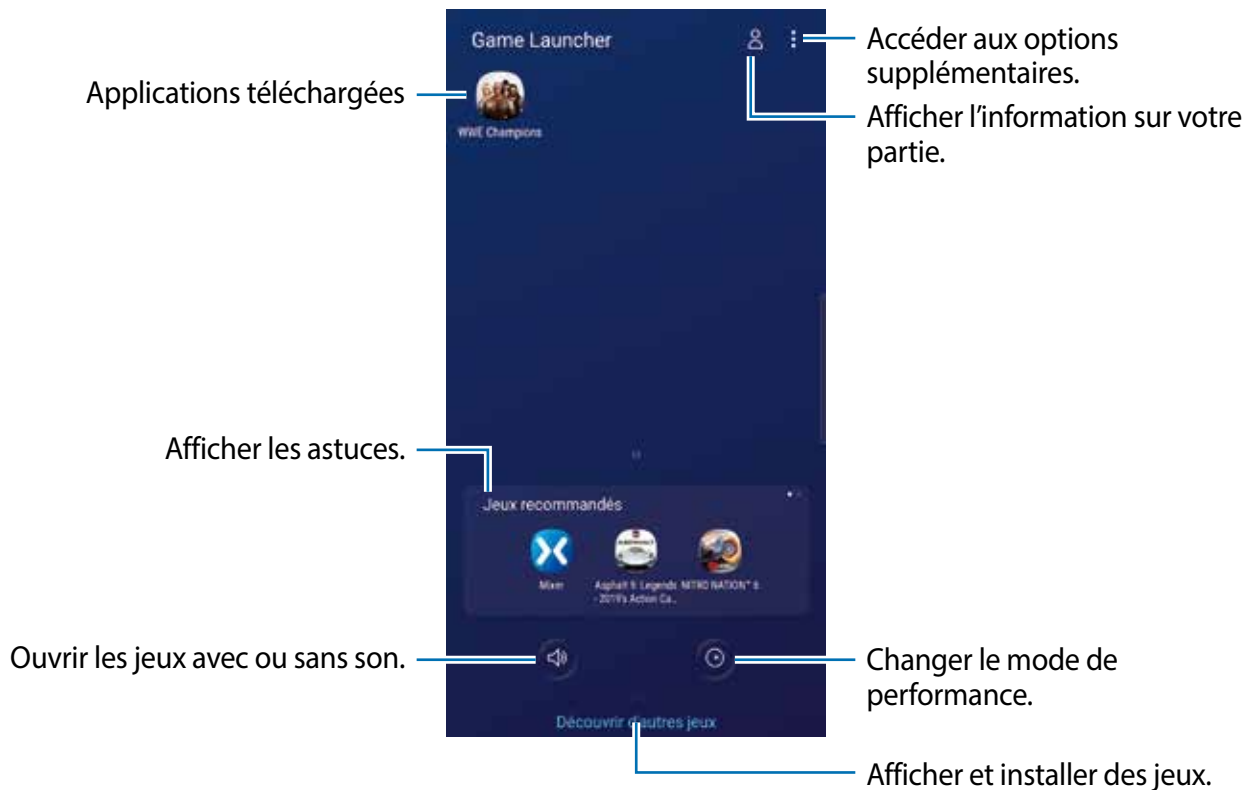 Game Launcher
Accéder aux options
supplémentaires.
Applications téléchargées
Afficher l'information sur votre
partie.
WWE Champions
Afficher les astuces.
Jeux recommandés
Mixer
Asphalt 9: Legends
- 2019's Action Ca...
NITRO NATION™ 6
Ouvrir les jeux avec ou sans son.
Changer le mode de
performance.
Découvrir d'autres jeux
Afficher et installer des jeux.